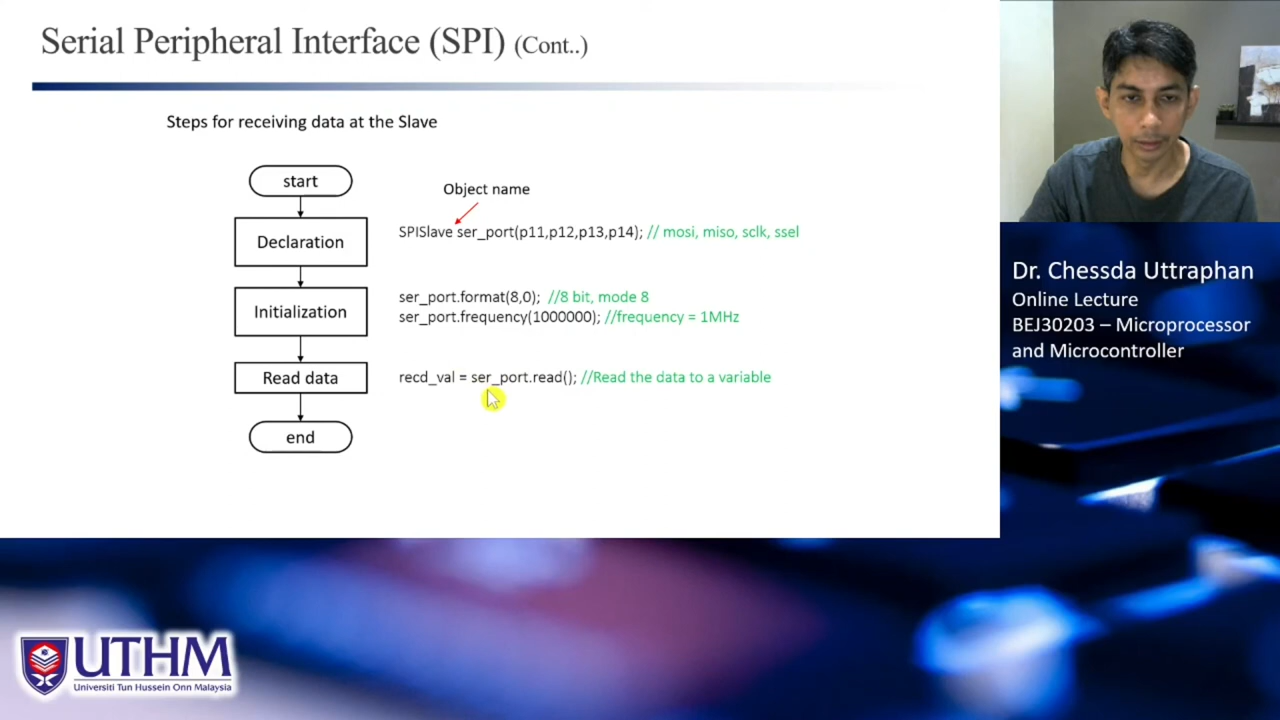 Serial Peripheral Interface (SPI) (Cont..)
Steps for receiving data at the Slave
start
Object name
Declaration
SPISlave ser_port(p11,p12,p13,p14); // mosi, miso, sclk, ssel
Initialization
ser_port.format(8,0); //8 bit, mode 8
ser_port.frequency(1000000); //frequency = 1MHz
Read data
recd_val = ser_port.read(); //Read the data to a variable
end
Dr. Chessda Uttraphan
Online Lecture
BEJ30203 – Microprocessor
and Microcontroller
UTHM
Universiti Tun Hussein Onn Malaysia